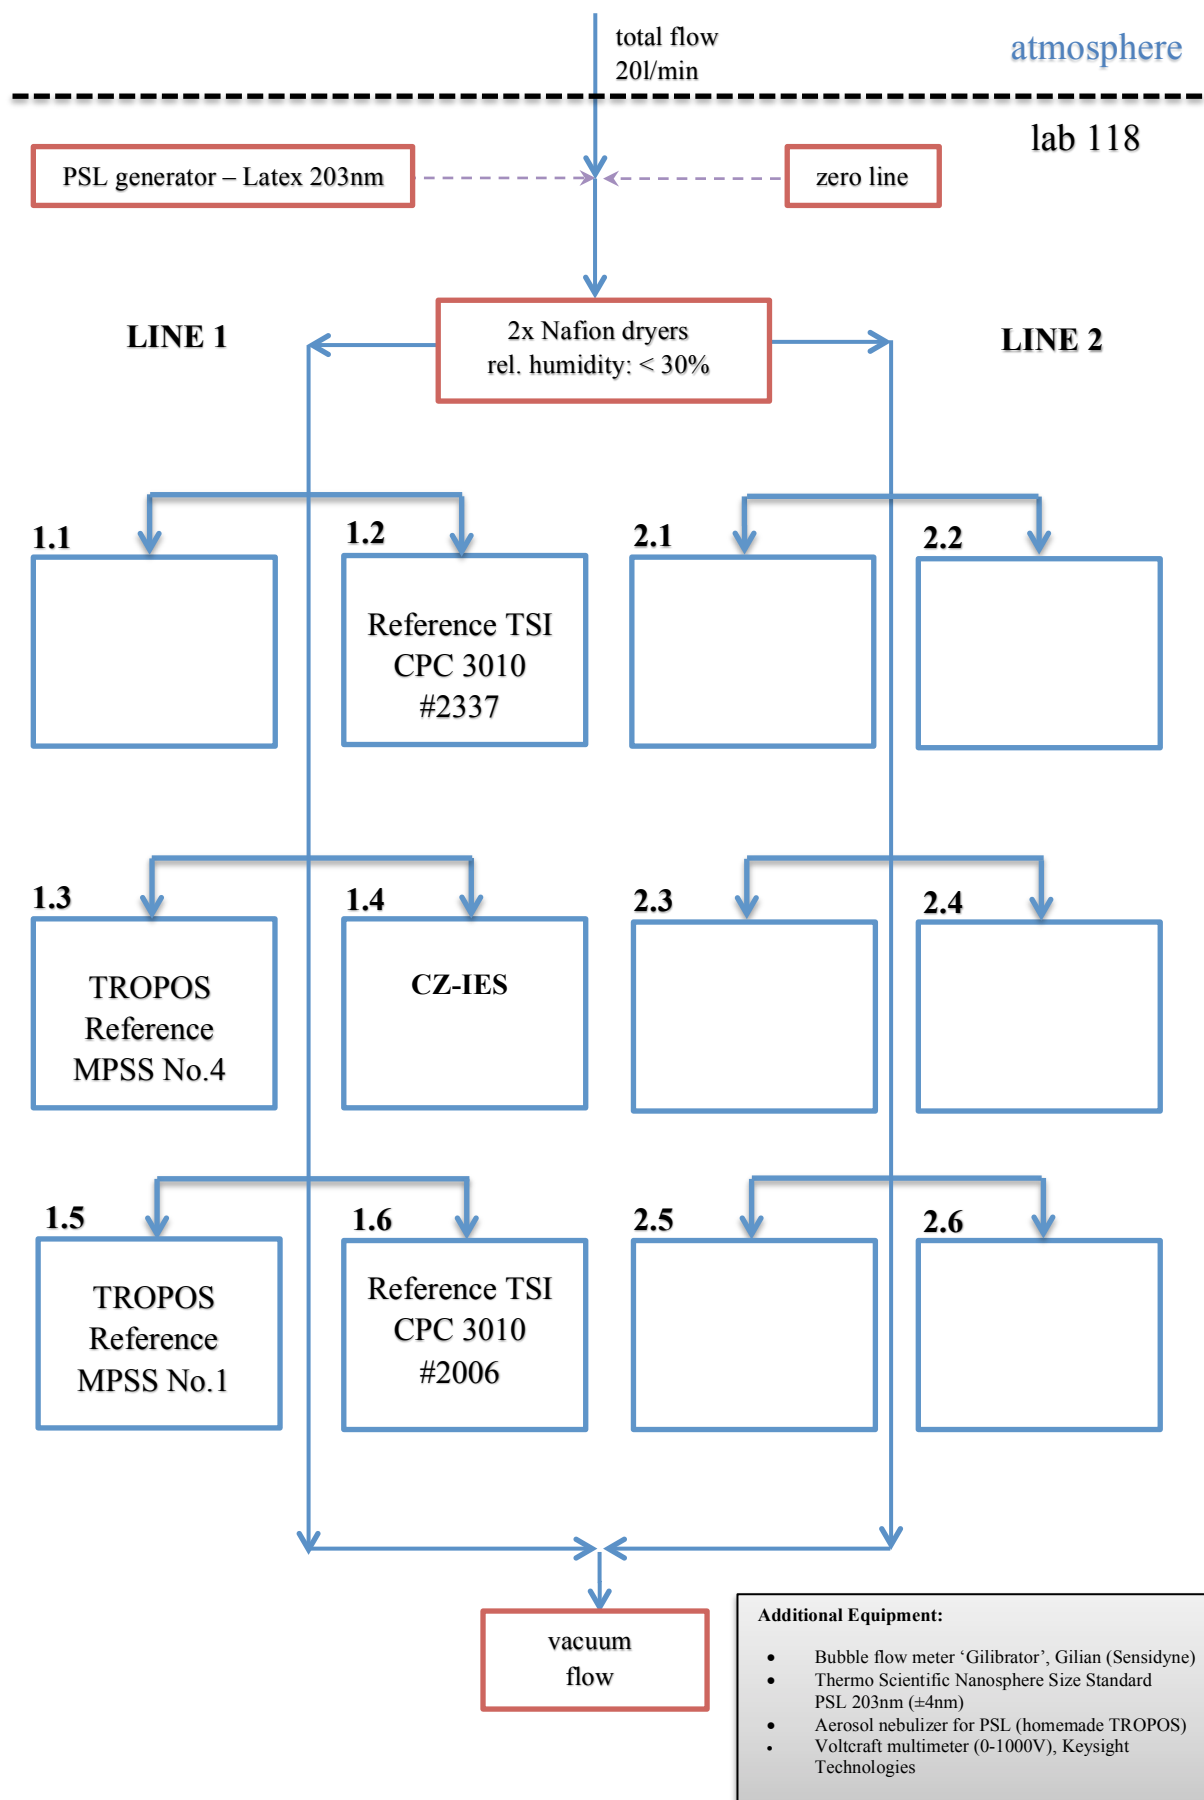 total flow
20l/min
atmosphere
lab 118
PSL generator – Latex 203nm
zero line
LINE 1
2x Nafion dryers
rel. humidity: < 30%
LINE 2
1.1
1.2
2.1
2.2
Reference TSI
CPC 3010
#2337
1.3
1.4
2.3
2.4
TROPOS
Reference
MPSS No.4
CZ-IES
1.5
1.6
2.5
2.6
TROPOS
Reference
MPSS No.1
Reference TSI
CPC 3010
#2006
vacuum
flow
Additional Equipment:
• Bubble flow meter ‘Gilibrator’, Gilian (Sensidyne)
• Thermo Scientific Nanosphere Size Standard
PSL 203nm (±4nm)
• Aerosol nebulizer for PSL (homemade TROPOS)
• Voltcraft multimeter (0-1000V), Keysight
Technologies